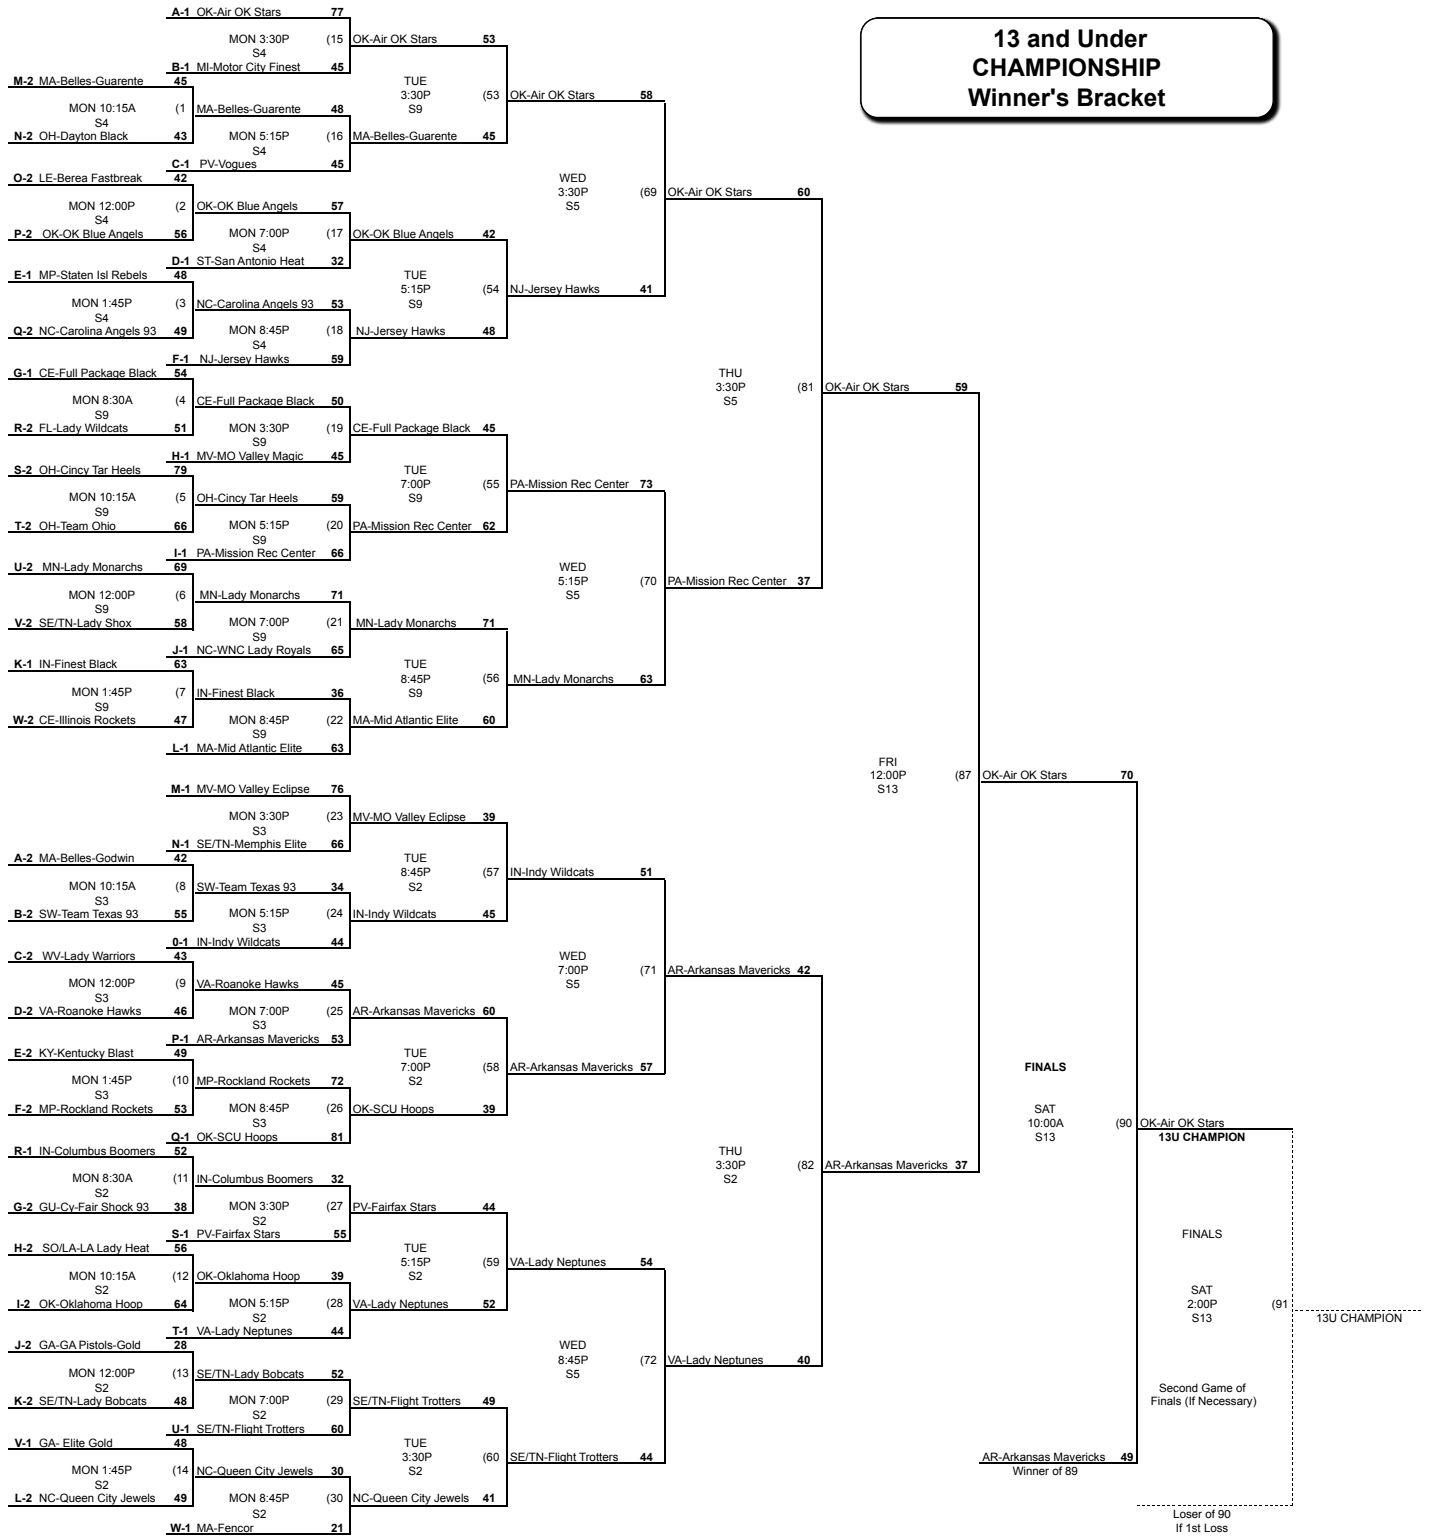 13 and Under
CHAMPIONSHIP
Winner's Bracket
A-1 OK-Air OK Stars 77
MON 3:30P (15 OK-Air OK Stars 53
S4
B-1 MI-Motor City Finest 45
M-2 MA-Belles-Guarente 45
TUE
3:30P (53 OK-Air OK Stars 58
S9
MON 10:15A (1 MA-Belles-Guarente 48
S4
N-2 OH-Dayton Black 43
MON 5:15P (16 MA-Belles-Guarente 45
S4
C-1 PV-Vogues 45
O-2 LE-Berea Fastbreak 42
WED
3:30P (69 OK-Air OK Stars 60
S5
MON 12:00P (2 OK-OK Blue Angels 57
S4
P-2 OK-OK Blue Angels 56
MON 7:00P (17 OK-OK Blue Angels 42
S4
D-1 ST-San Antonio Heat 32
E-1 MP-Staten Isl Rebels 48
TUE
5:15P (54 NJ-Jersey Hawks 41
S9
MON 1:45P (3 NC-Carolina Angels 93 53
S4
Q-2 NC-Carolina Angels 93 49
MON 8:45P (18 NJ-Jersey Hawks 48
S4
F-1 NJ-Jersey Hawks 59
G-1 CE-Full Package Black 54
THU
3:30P (81 OK-Air OK Stars 59
S5
MON 8:30A (4 CE-Full Package Black 50
S9
R-2 FL-Lady Wildcats 51
MON 3:30P (19 CE-Full Package Black 45
S9
H-1 MV-MO Valley Magic 45
S-2 OH-Cincy Tar Heels 79
TUE
7:00P (55 PA-Mission Rec Center 73
S9
MON 10:15A (5 OH-Cincy Tar Heels 59
S9
T-2 OH-Team Ohio 66
MON 5:15P (20 PA-Mission Rec Center 62
S9
I-1 PA-Mission Rec Center 66
U-2 MN-Lady Monarchs 69
WED
5:15P (70 PA-Mission Rec Center 37
S5
MON 12:00P (6 MN-Lady Monarchs 71
S9
V-2 SE/TN-Lady Shox 58
MON 7:00P (21 MN-Lady Monarchs 71
S9
J-1 NC-WNC Lady Royals 65
K-1 IN-Finest Black 63
TUE
8:45P (56 MN-Lady Monarchs 63
S9
MON 1:45P (7 IN-Finest Black 36
S9
W-2 CE-Illinois Rockets 47
MON 8:45P (22 MA-Mid Atlantic Elite 60
S9
L-1 MA-Mid Atlantic Elite 63
FRI
12:00P (87 OK-Air OK Stars 70
S13
M-1 MV-MO Valley Eclipse 76
MON 3:30P (23 MV-MO Valley Eclipse 39
S3
N-1 SE/TN-Memphis Elite 66
A-2 MA-Belles-Godwin 42
TUE
8:45P (57 IN-Indy Wildcats 51
S2
MON 10:15A (8 SW-Team Texas 93 34
S3
B-2 SW-Team Texas 93 55
MON 5:15P (24 IN-Indy Wildcats 45
S3
0-1 IN-Indy Wildcats 44
C-2 WV-Lady Warriors 43
WED
7:00P (71 AR-Arkansas Mavericks 42
S5
MON 12:00P (9 VA-Roanoke Hawks 45
S3
D-2 VA-Roanoke Hawks 46
MON 7:00P (25 AR-Arkansas Mavericks 60
S3
P-1 AR-Arkansas Mavericks 53
E-2 KY-Kentucky Blast 49
TUE
7:00P (58 AR-Arkansas Mavericks 57
S2
MON 1:45P (10 MP-Rockland Rockets 72
S3
F-2 MP-Rockland Rockets 53
MON 8:45P (26 OK-SCU Hoops 39
S3
Q-1 OK-SCU Hoops 81
FINALS
SAT
10:00A (90 OK-Air OK Stars
S13 13U CHAMPION
R-1 IN-Columbus Boomers 52
THU
3:30P (82 AR-Arkansas Mavericks 37
S2
MON 8:30A (11 IN-Columbus Boomers 32
S2
G-2 GU-Cy-Fair Shock 93 38
MON 3:30P (27 PV-Fairfax Stars 44
S2
S-1 PV-Fairfax Stars 55
H-2 SO/LA-LA Lady Heat 56
TUE
5:15P (59 VA-Lady Neptunes 54
S2
MON 10:15A (12 OK-Oklahoma Hoop 39
S2
I-2 OK-Oklahoma Hoop 64
MON 5:15P (28 VA-Lady Neptunes 52
S2
T-1 VA-Lady Neptunes 44
FINALS
SAT
2:00P (91
S13 13U CHAMPION
J-2 GA-GA Pistols-Gold 28
WED
8:45P (72 VA-Lady Neptunes 40
S5
MON 12:00P (13 SE/TN-Lady Bobcats 52
S2
K-2 SE/TN-Lady Bobcats 48
MON 7:00P (29 SE/TN-Flight Trotters 49
S2
U-1 SE/TN-Flight Trotters 60
Second Game of
Finals (If Necessary)
V-1 GA- Elite Gold 48
TUE
3:30P (60 SE/TN-Flight Trotters 44
S2
AR-Arkansas Mavericks 49
Winner of 89
MON 1:45P (14 NC-Queen City Jewels 30
S2
L-2 NC-Queen City Jewels 49
MON 8:45P (30 NC-Queen City Jewels 41
S2
W-1 MA-Fencor 21
Loser of 90
If 1st Loss